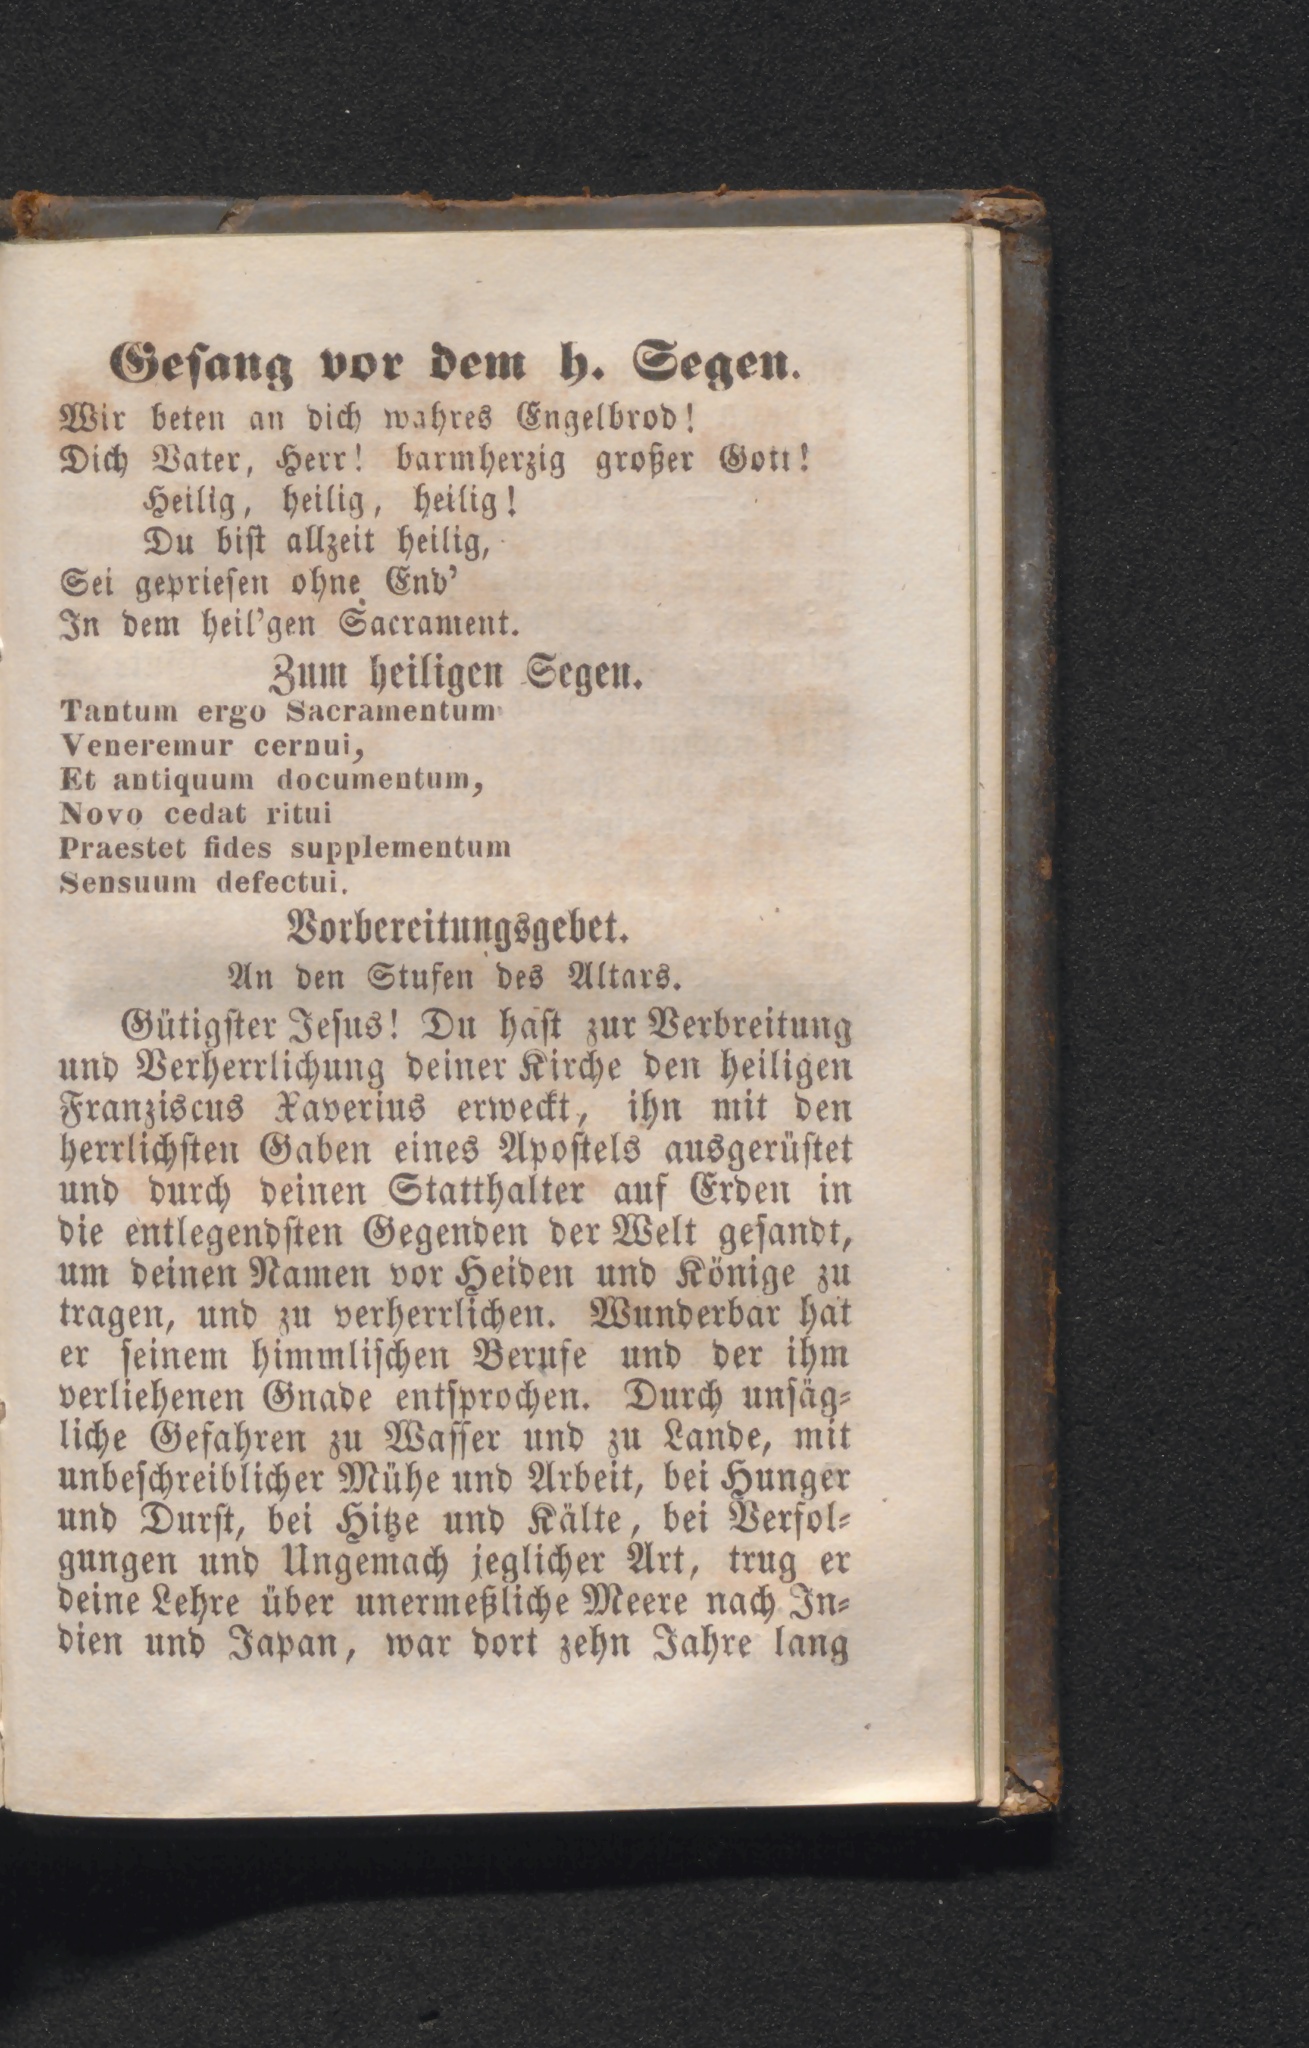 Gesang vor dem h. Segen.
Wir beten an dich wahres Engelbrod!
Dich Vater, Herr! barmherzig großer Gott!
Heilig, heilig, heilig!
Du bist allzeit heilig,
Sei gepriesen ohne End'
In dem heil'gen Sacrament.
Zum heiligen Segen.
Tantum ergo Sacramentum
Veneremur cernui,
Et antiquum documentum,
Novo cedat ritui
Praestet fides supplementum
Sensuum defectui.
Vorbereitungsgebet.
An den Stufen des Altars.
Gütigster Jesus! Du hast zur Verbreitung
und Verherrlichung deiner Kirche den heiligen
Franziscus Xaverius erweckt, ihn mit den
herrlichsten Gaben eines Apostels ausgerüstet
und durch deinen Statthalter auf Erden in
die entlegendsten Gegenden der Welt gesandt,
um deinen Namen vor Heiden und Könige zu
tragen, und zu verherrlichen. Wunderbar hat
er seinem himmlischen Berufe und der ihm
verliehenen Gnade entsprochen. Durch unsäg-
liche Gefahren zu Wasser und zu Lande, mit
unbeschreiblicher Mühe und Arbeit, bei Hunger
und Durst, bei Hitze und Kälte, bei Verfol-
gungen und Ungemach jeglicher Art, trug er
deine Lehre über unermeßliche Meere nach In-
dien und Japan, war dort zehn Jahre lang